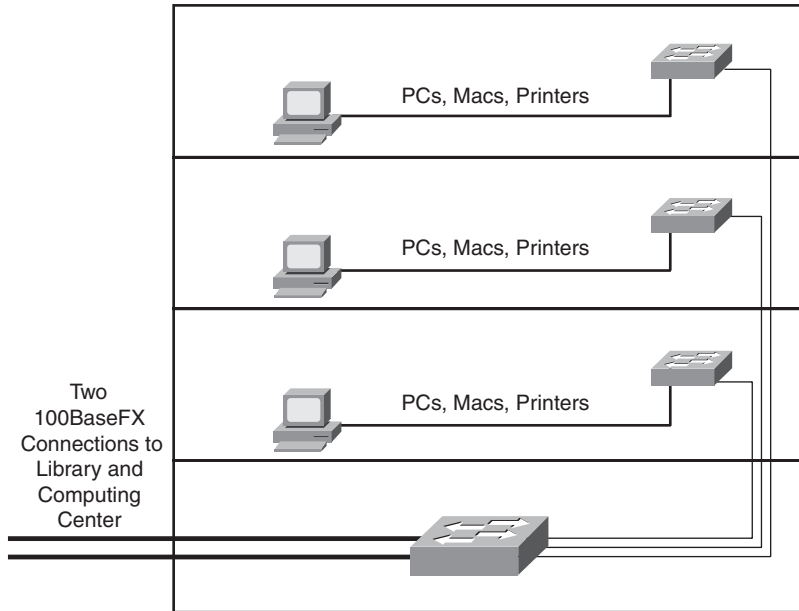 PCs, Macs, Printers
PCs, Macs, Printers
PCs, Macs, Printers
Two
100BaseFX
Connections to
Library and
Computing
Center